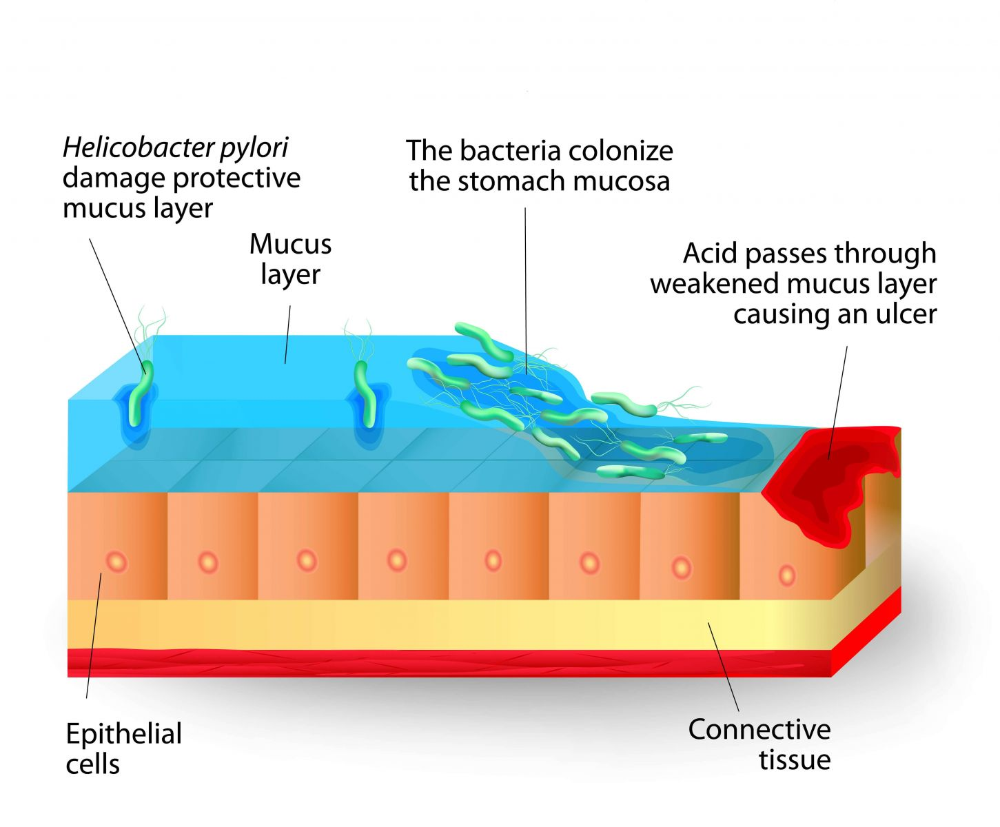 Helicobacter pylori
damage protective
mucus layer
Mucus
layer
The bacteria colonize
the stomach mucosa
Acid passes through
weakened mucus layer
causing an ulcer
Epithelial
cells
Connective
tissue